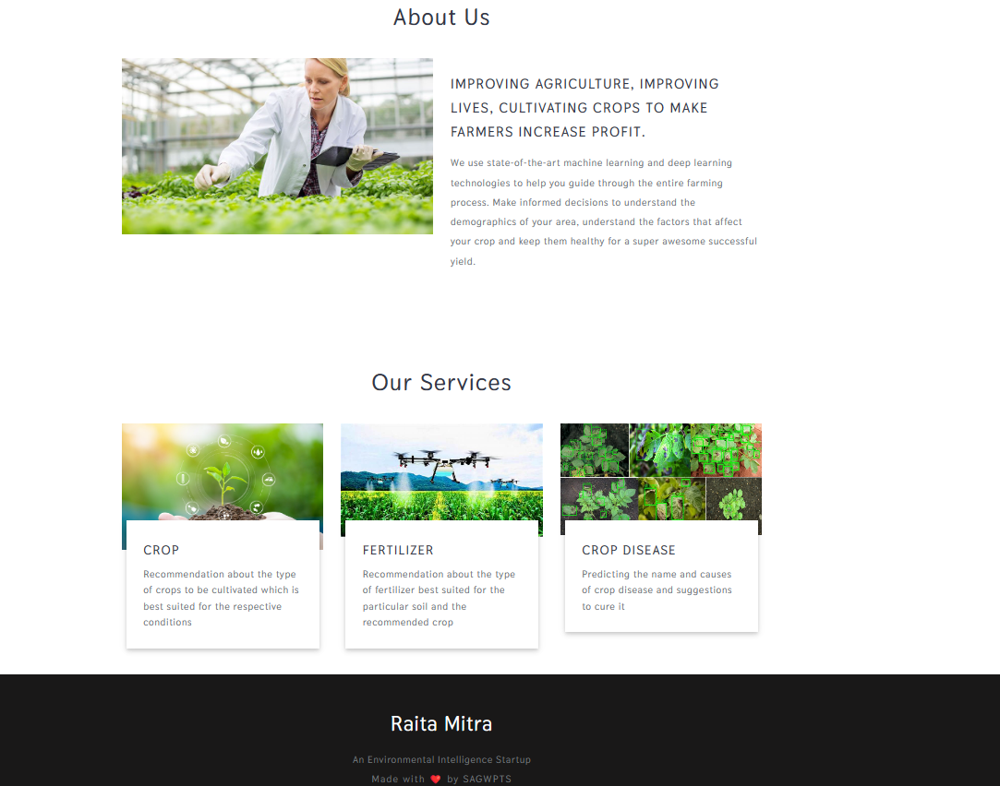 About Us
IMPROVING AGRICULTURE, IMPROVING
LIVES, CULTIVATING CROPS TO MAKE
FARMERS INCREASE PROFIT.
We use state-of-the-art machine learning and deep learning
technologies to help you guide through the entire farming
process. Make informed decisions to understand the
demographics of your area, understand the factors that affect
your crop and keep them healthy for a super awesome successful
yield.
Our Services
CROP
Recommendation about the type
of crops to be cultivated which is
best suited for the respective
conditions
FERTILIZER
Recommendation about the type
of fertilizer best suited for the
particular soil and the
recommended crop
CROP DISEASE
Predicting the name and causes
of crop disease and suggestions
to cure it
Raita Mitra
An Environmental Intelligence Startup
Made with ❤️ by SAGWPTS